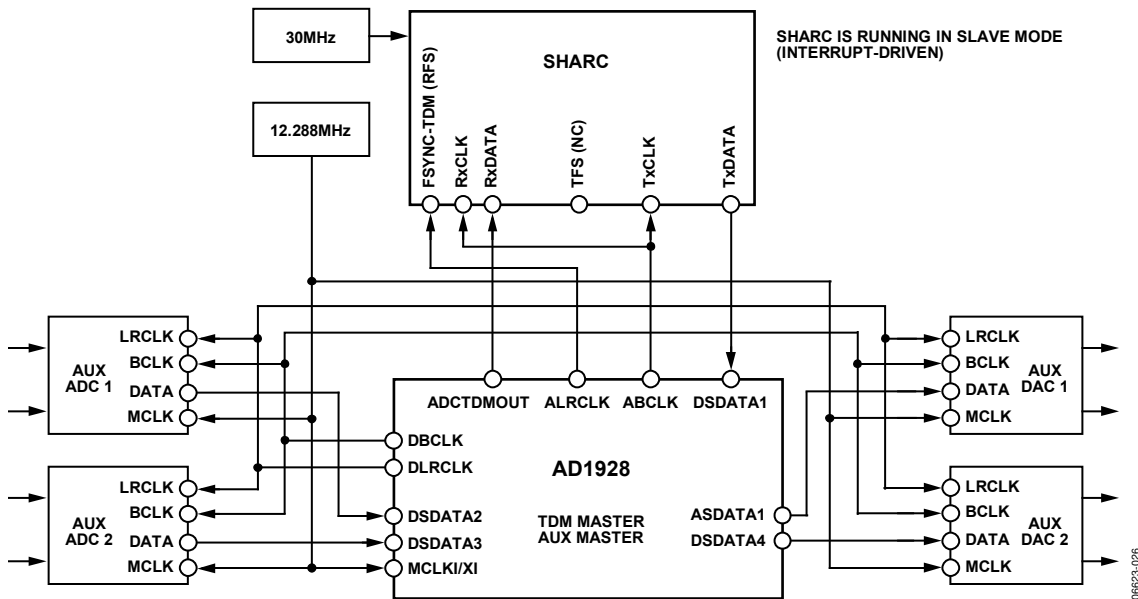 30MHz
SHARC
SHARC IS RUNNING IN SLAVE MODE
(INTERRUPT-DRIVEN)
12.288MHz
FSYNC-TDM (RFS)
RxCLK
RxDATA
TFS (NC)
TxCLK
TxDATA
LRCLK
BCLK
DATA
MCLK
AUX
ADC 1
LRCLK
BCLK
DATA
MCLK
AUX
ADC 2
ADCTDMOUT
ALRCLK
ABCLK
DSDATA1
DBCLK
DLRCLK
DSDATA2
DSDATA3
MCLKI/XI
AD1928
TDM MASTER
AUX MASTER
ASDATA1
DSDATA4
LRCLK
BCLK
DATA
MCLK
AUX
DAC 1
LRCLK
BCLK
DATA
MCLK
AUX
DAC 2
06623-026